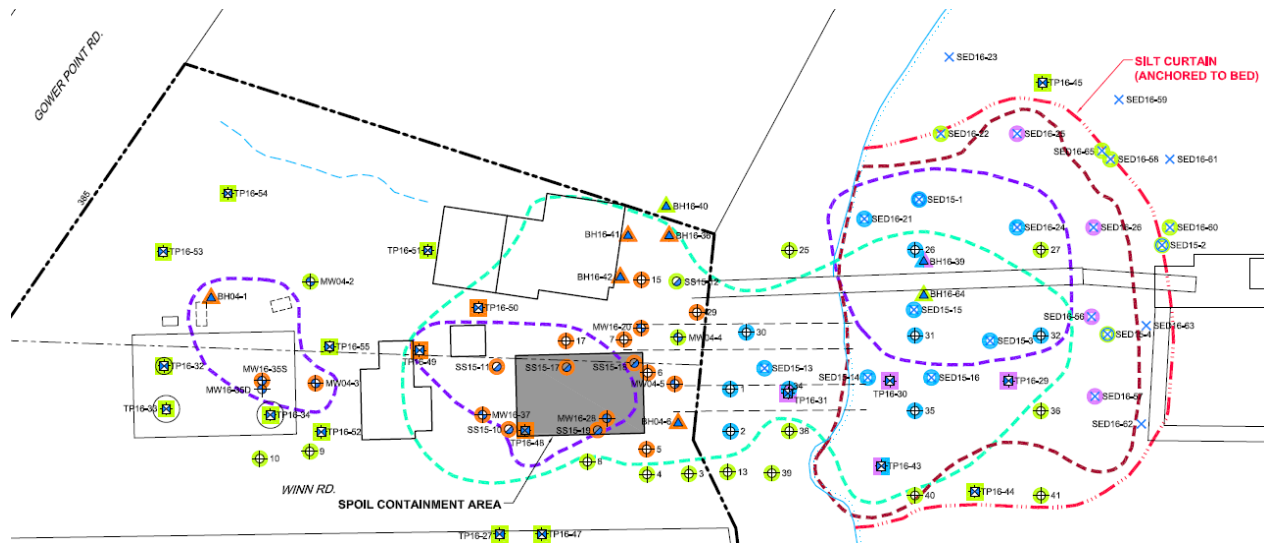 GOWER POINT RD.
SED16-23
SILT CURTAIN
(ANCHORED TO BED)
TP16-45
SED16-59
SED16-22
SED16-25
SED16-65
SED16-58
SED16-61
TP16-54
385
SED15-1
BH16-40
SED16-21
SED16-24
SED16-26
SED16-60
BH16-41
SED15-2
TP16-53
TP16-51
25
26
27
BH16-39
BH16-42
15
SS15-12
MW04-2
BH04-1
BH16-64
TP16-50
29
SED15-15
SED16-56
MW16-20
30
SED16-63
17
7
MW04-4
31
SED15-3
32
TP16-55
TP16-49
TP16-32
SS15-11
SS15-17
6
SED15-13
MW16-35S
MW04-3
MW04-5
SED15-14
SED15-16
TP16-30
TP16-29
1
34
TP16-31
SED16-57
TP16-33
TP16-34
MW16-37
MW16-28
35
36
SED16-62
TP16-52
SS15-10
TP16-48
SS15-19
2
38
9
5
10
8
TP16-43
4
3
13
39
WINN RD.
SPOIL CONTAINMENT AREA
40
TP16-44
41
TP16-27
TP16-47